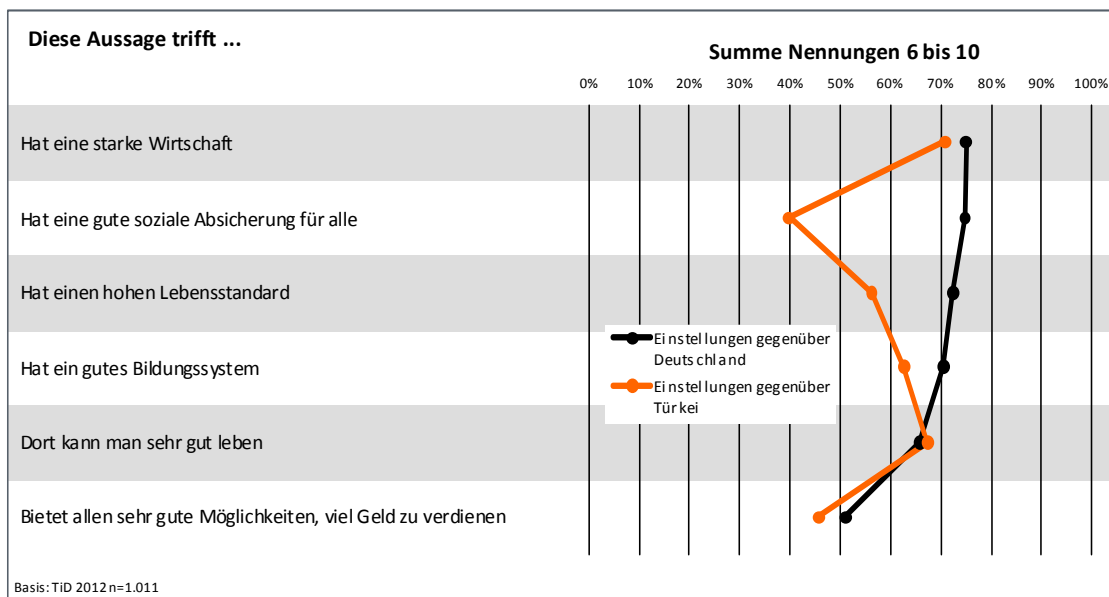 Diese Aussage trifft ...
Summe Nennungen 6 bis 10
0% 10% 20% 30% 40% 50% 60% 70% 80% 90% 100%
Hat eine starke Wirtschaft
Hat eine gute soziale Absicherung für alle
Hat einen hohen Lebensstandard
Einstellungen gegenüber
Deutschland
Hat ein gutes Bildungssystem
Einstellungen gegenüber
Türkei
Dort kann man sehr gut leben
Bietet allen sehr gute Möglichkeiten, viel Geld zu verdienen
Basis: TiD 2012 n=1.011